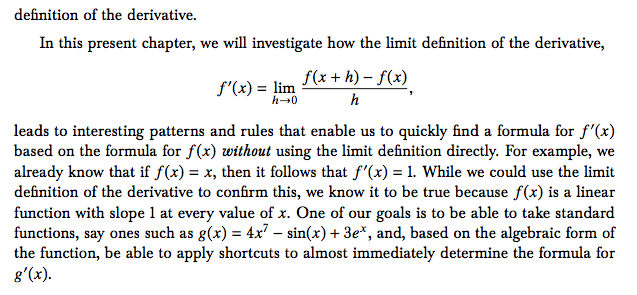 definition of the derivative.
In this present chapter, we will investigate how the limit definition of the derivative,
f′(x) = lim_{h→0} \frac{f(x + h) − f(x)}{h},
leads to interesting patterns and rules that enable us to quickly find a formula for f′(x)
based on the formula for f(x) without using the limit definition directly. For example, we
already know that if f(x) = x, then it follows that f′(x) = 1. While we could use the limit
definition of the derivative to confirm this, we know it to be true because f(x) is a linear
function with slope 1 at every value of x. One of our goals is to be able to take standard
functions, say ones such as g(x) = 4x⁷ − sin(x) + 3eˣ, and, based on the algebraic form of
the function, be able to apply shortcuts to almost immediately determine the formula for
g′(x).